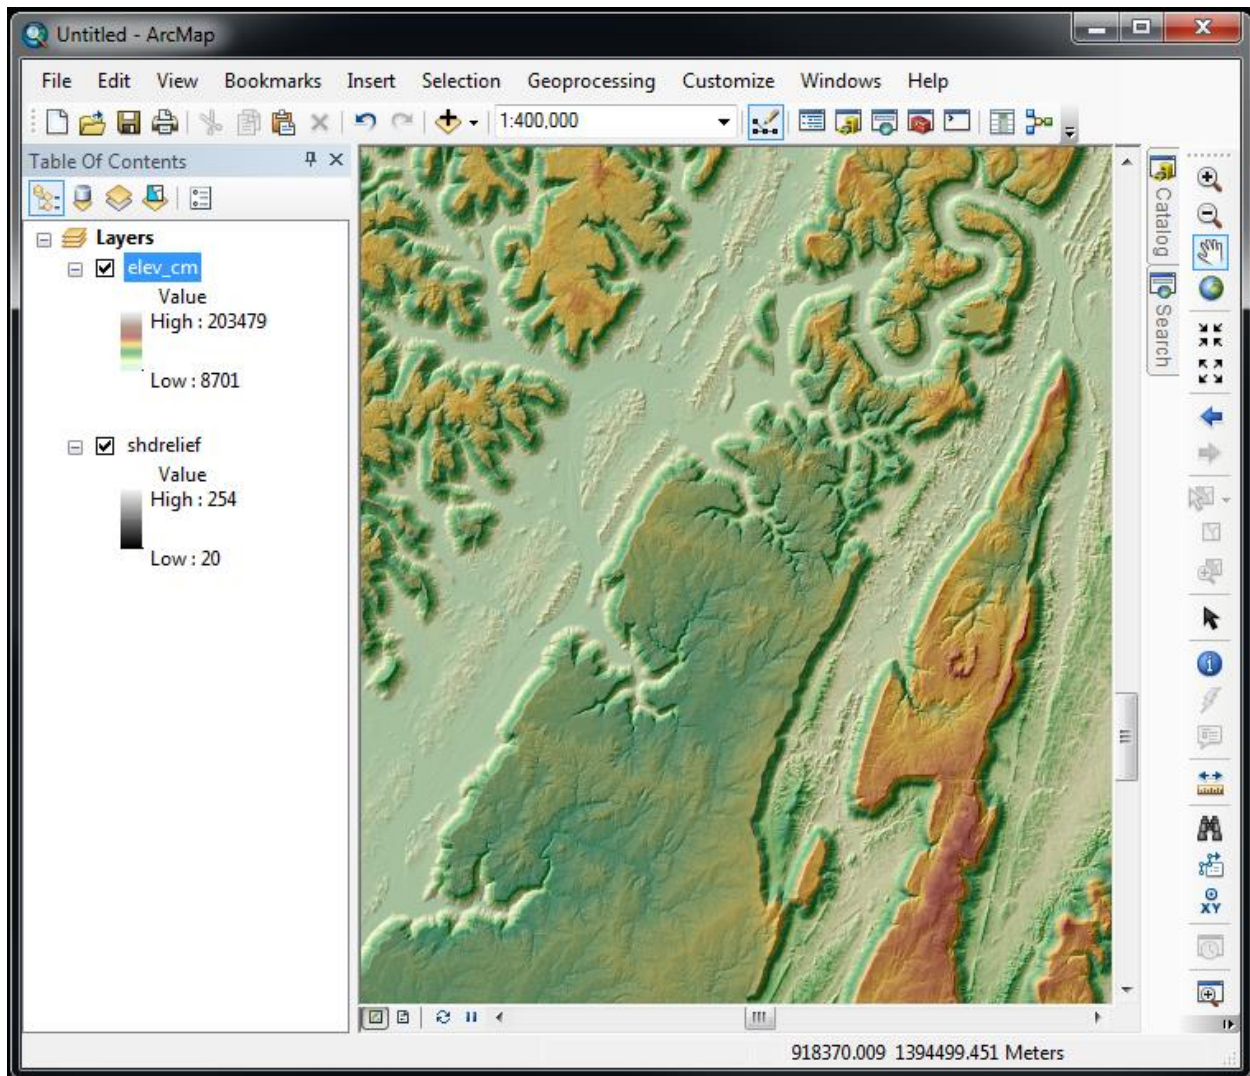 Untitled - ArcMap
File Edit View Bookmarks Insert Selection Geoprocessing Customize Windows Help
1:400,000
Table Of Contents
Layers
elev_cm
Value
High : 203479
Low : 8701
shdrelief
Value
High : 254
Low : 20
Catalog
Search
XY
918370.009 1394499.451 Meters